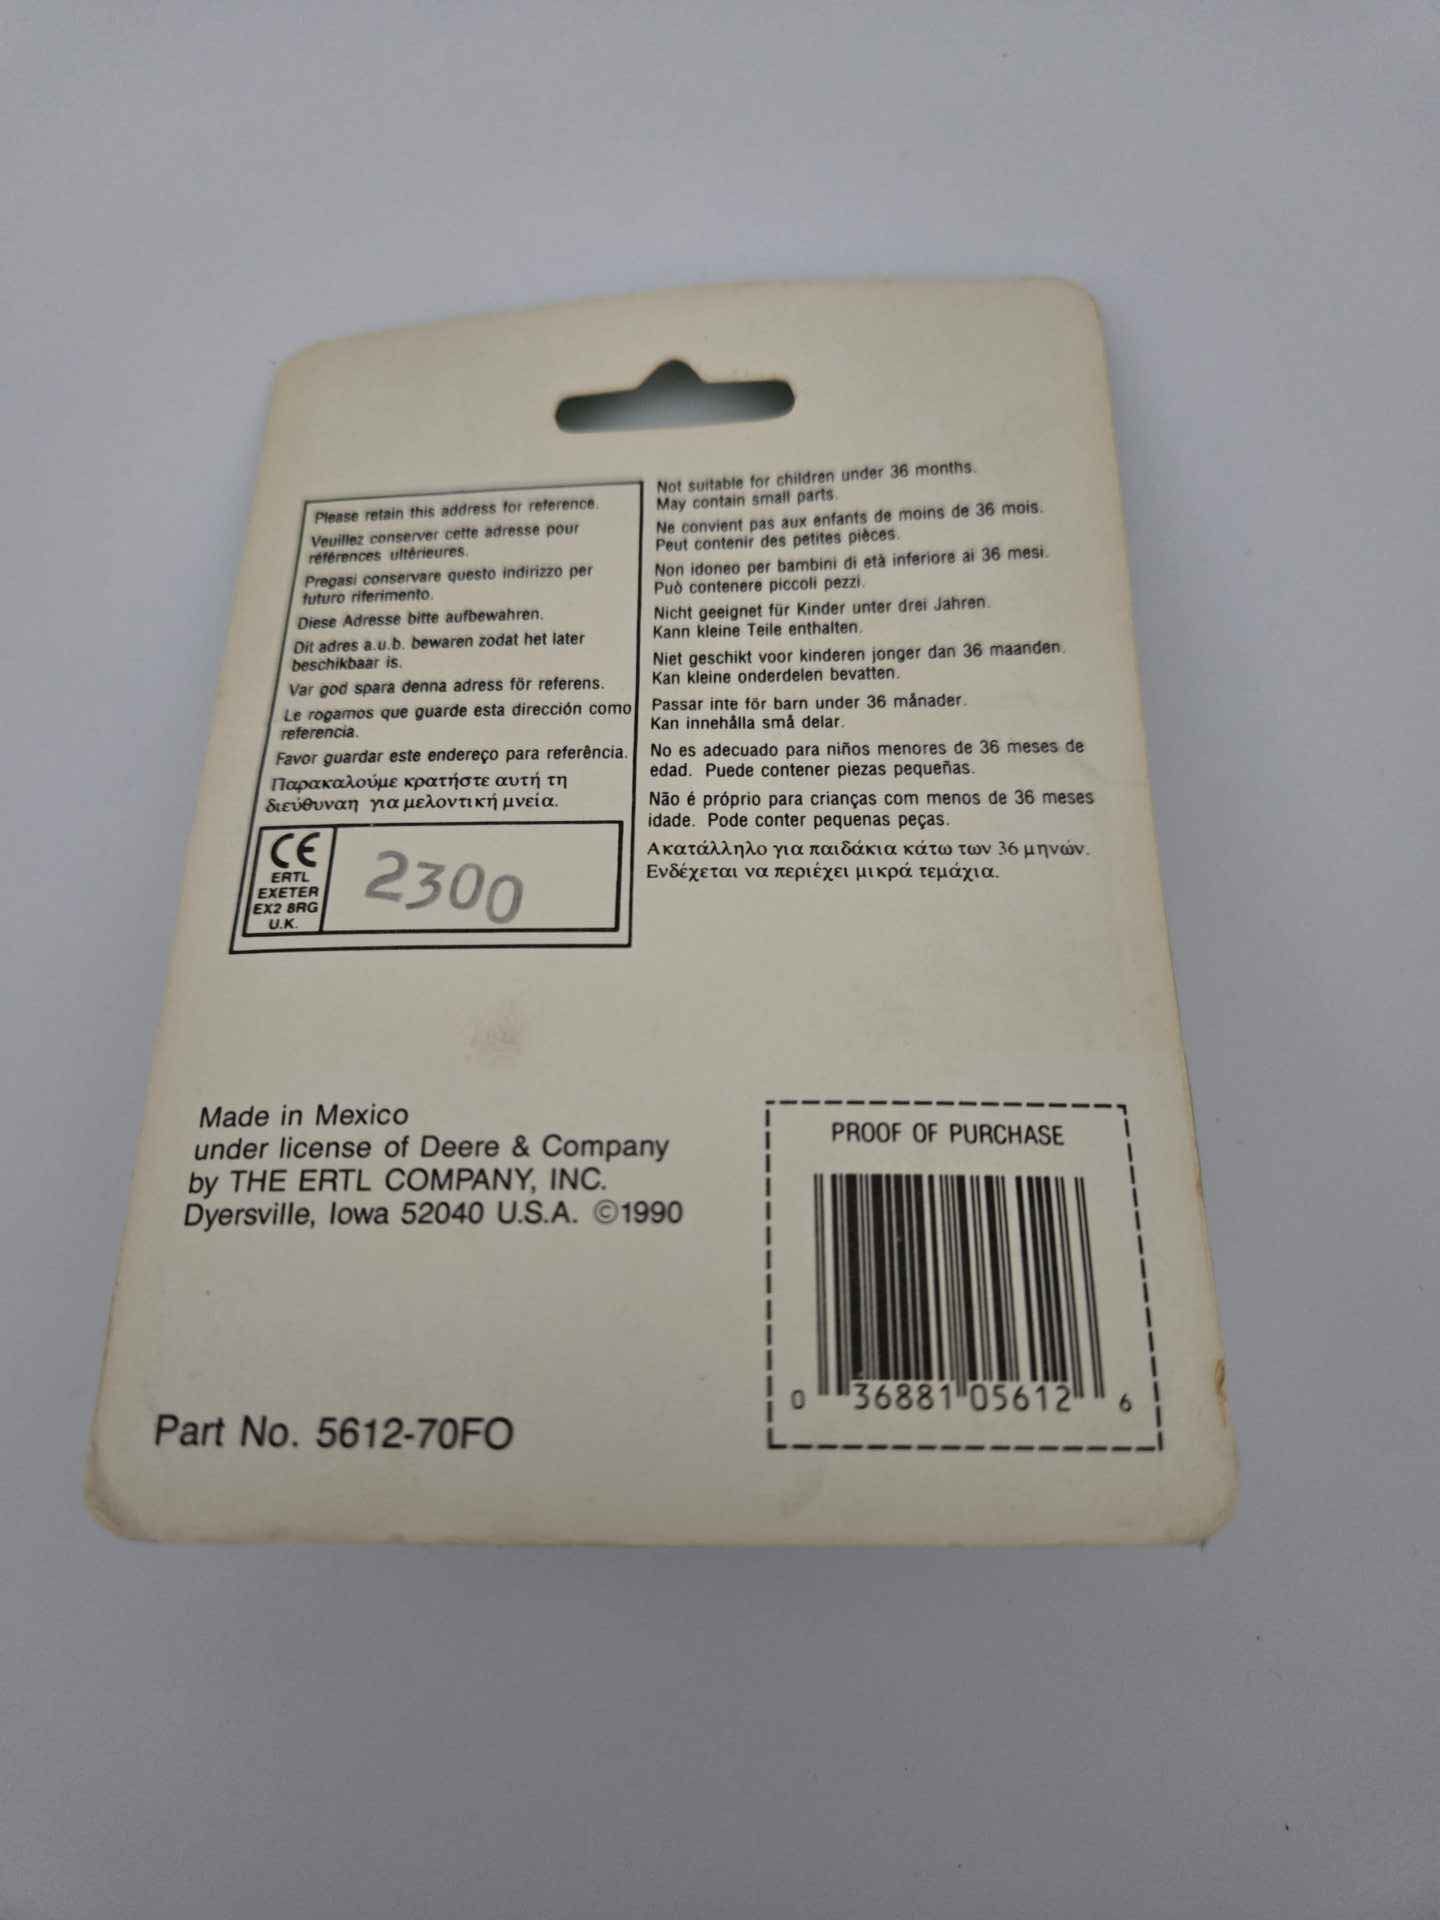 Please retain this address for reference.
Veuillez conserver cette adresse pour
références ultérieures.
Pregasi conservare questo indirizzo per
futuro riferimento.
Diese Adresse bitte aufbewahren.
Dit adres a.u.b. bewaren zodat het later
beschikbaar is.
Var god spara denna adress för referens.
Le rogamos que guarde esta dirección como
referencia.
Favor guardar este endereço para referência.
Παρακαλούμε κρατήστε αυτή τη
διεύθυναη για μελοντική μνεία.
CE
ERTL
EXETER
EX2 8RG
U.K.
2300
Not suitable for children under 36 months.
May contain small parts.
Ne convient pas aux enfants de moins de 36 mois.
Peut contenir des petites pièces.
Non idoneo per bambini di età inferiore ai 36 mesi.
Può contenere piccoli pezzi.
Nicht geeignet für Kinder unter drei Jahren.
Kann kleine Teile enthalten.
Niet geschikt voor kinderen jonger dan 36 maanden.
Kan kleine onderdelen bevatten.
Passar inte för barn under 36 månader.
Kan innehålla små delar.
No es adecuado para niños menores de 36 meses de
edad. Puede contener piezas pequeñas.
Não é próprio para crianças com menos de 36 meses
idade. Pode conter pequenas peças.
Ακατάλληλο για παιδάκια κάτω των 36 μηνών.
Ενδέχεται να περιέχει μικρά τεμάχια.
Made in Mexico
under license of Deere & Company
by THE ERTL COMPANY, INC.
Dyersville, Iowa 52040 U.S.A. ©1990
Part No. 5612-70FO
PROOF OF PURCHASE
0 36881 05612 6